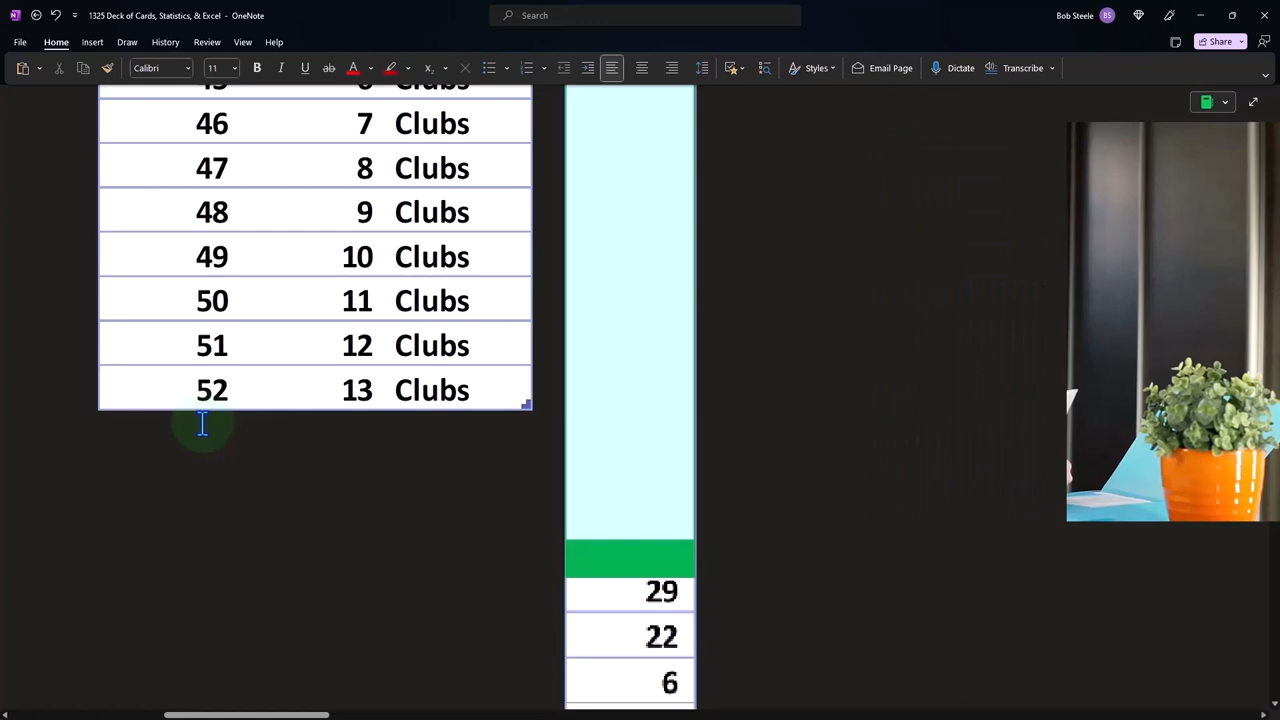 1325 Deck of Cards, Statistics, & Excel - OneNote
Search
Bob Steele
BS
File Home Insert Draw History Review View Help
Share
Calibri 11 B I U ab A Styles Email Page Dictate Transcribe
46 7 Clubs
47 8 Clubs
48 9 Clubs
49 10 Clubs
50 11 Clubs
51 12 Clubs
52 13 Clubs
29
22
6